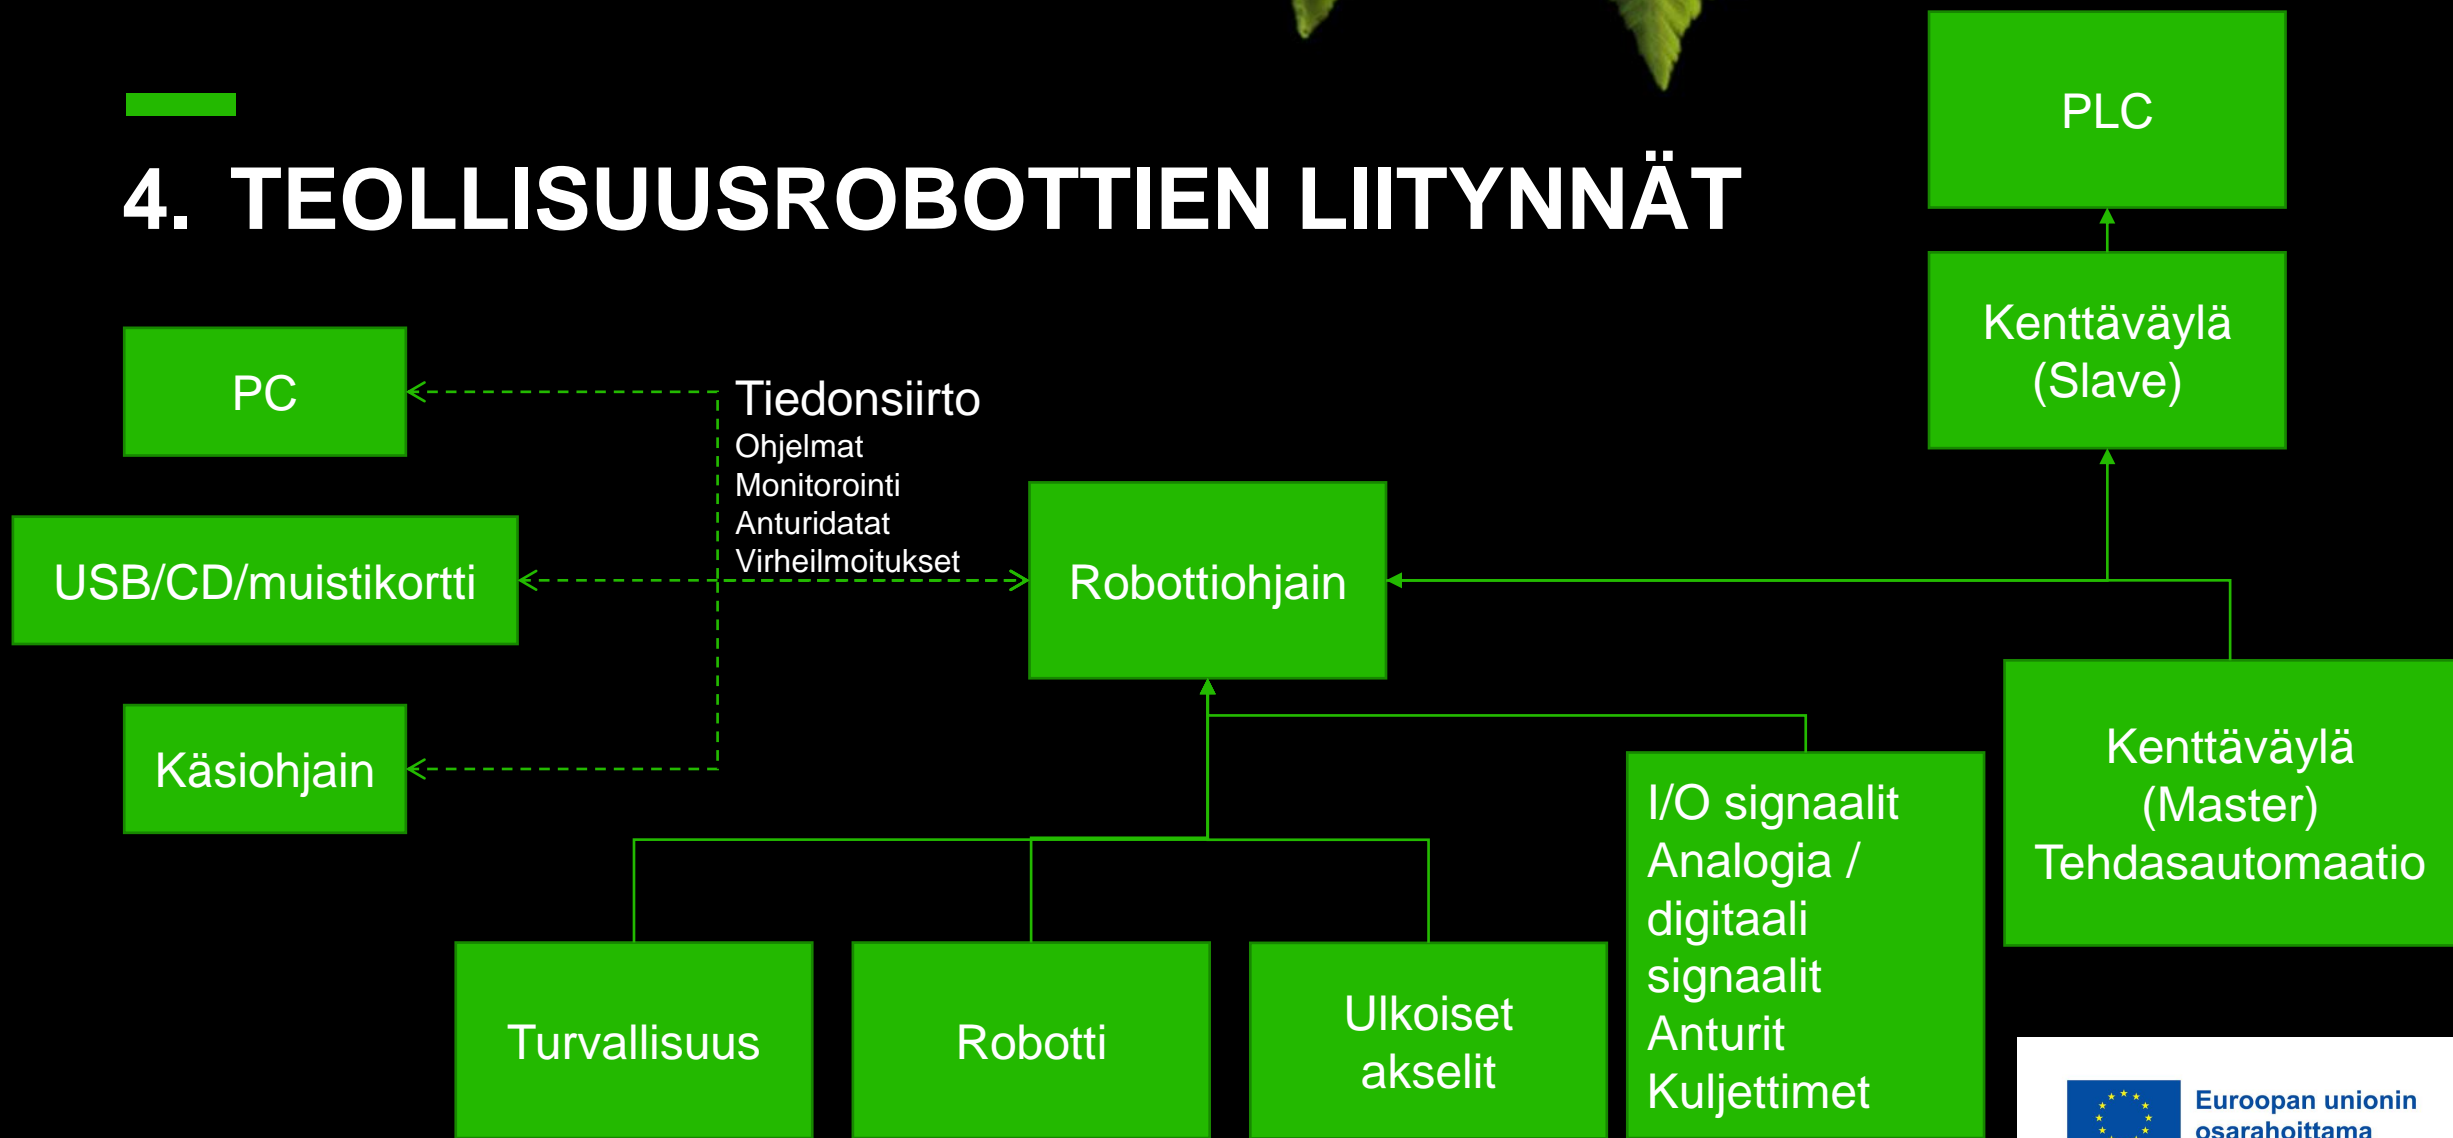 4. TEOLLISUUSROBOTTIEN LIITYNNÄT
PLC
Kenttäväylä
(Slave)
PC
Tiedonsiirto
Ohjelmat
Monitorointi
Anturidatat
Virheilmoitukset
USB/CD/muistikortti
Robottiohjain
Käsiohjain
Kenttäväylä
(Master)
Tehdasautomaatio
Turvallisuus
Robotti
Ulkoiset
akselit
I/O signaalit
Analogia /
digitaali
signaalit
Anturit
Kuljettimet
Euroopan unionin
osarahoittama